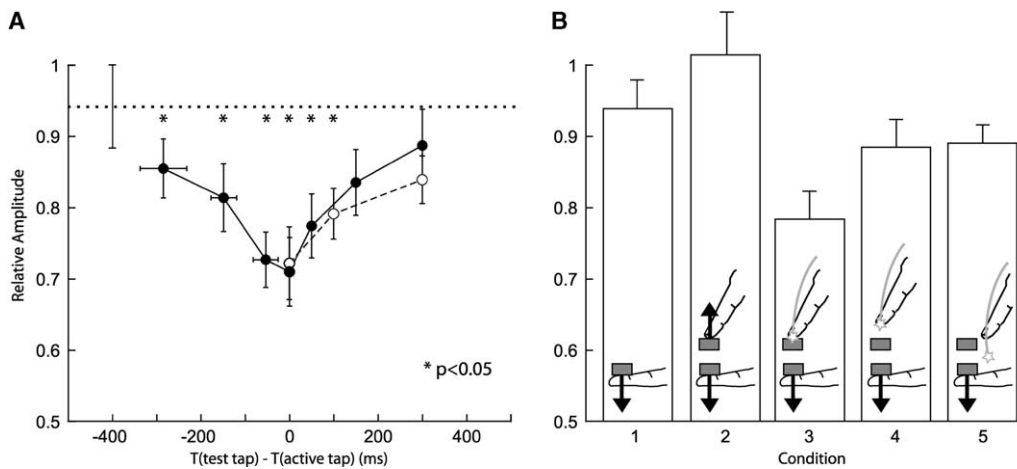 A
B
1
0.9
0.8
0.7
0.6
0.5
Relative Amplitude
* * * * * *
* p<0.05
-400 -200 0 200 400
T(test tap) - T(active tap) (ms)
1
0.9
0.8
0.7
0.6
0.5
1 2 3 4 5
Condition